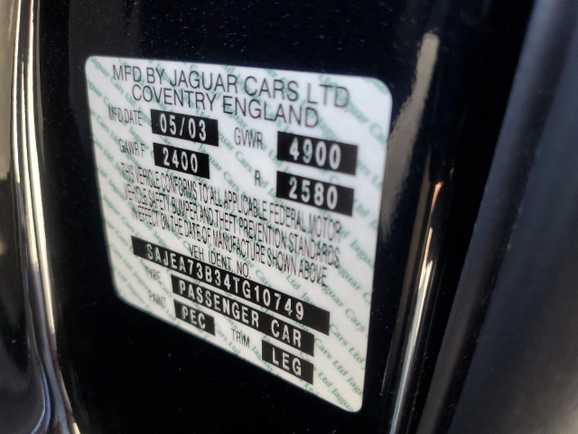 MFD BY JAGUAR CARS LTD
COVENTRY ENGLAND
MFD.DATE 05/03 GVWR 4900
GAWR F 2400 R 2580
THIS VEHICLE CONFORMS TO ALL APPLICABLE FEDERAL MOTOR
VEHICLE SAFETY, BUMPER AND THEFT PREVENTION STANDARDS
IN EFFECT ON THE DATE OF MANUFACTURE SHOWN ABOVE.
VEH IDENT. NO.
SAJEA73B34TG10749
TYPE PASSENGER CAR
PAINT PEC TRIM LEG